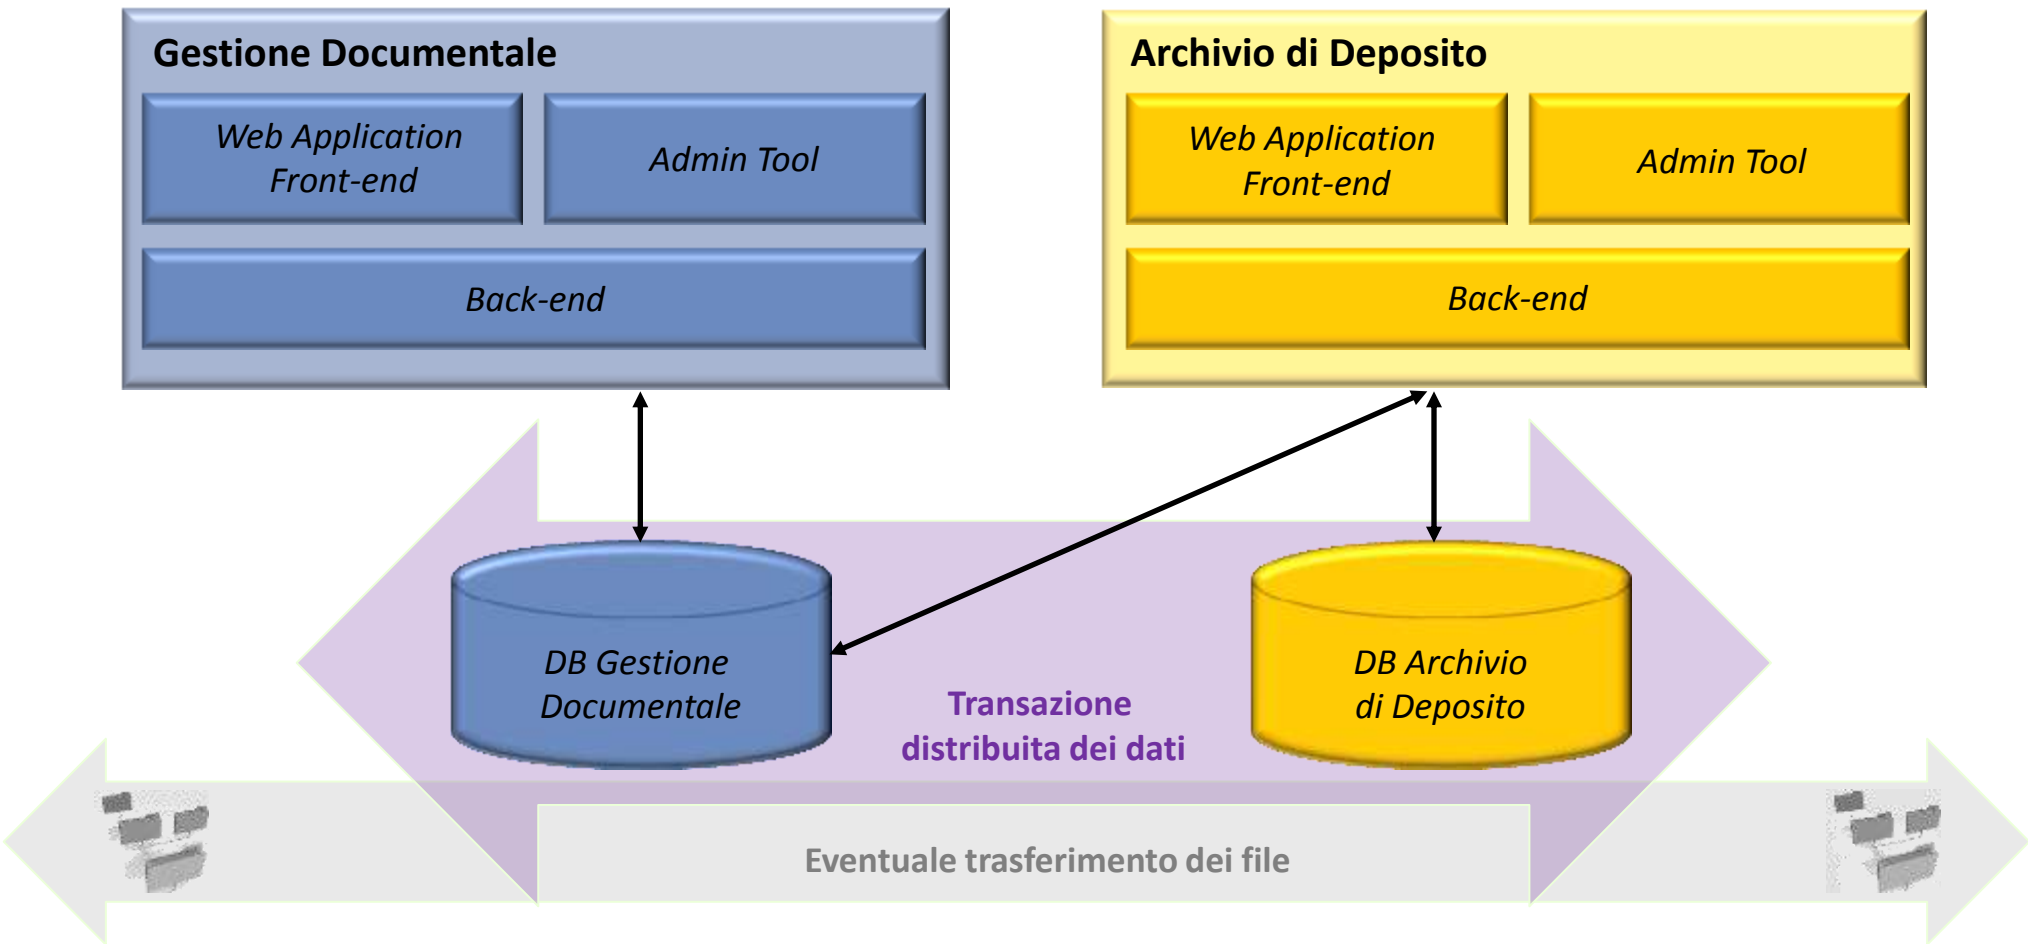 Gestione Documentale
Web Application
Front-end
Admin Tool
Back-end
Archivio di Deposito
Web Application
Front-end
Admin Tool
Back-end
DB Gestione
Documentale
DB Archivio
di Deposito
Transazione
distribuita dei dati
Eventuale trasferimento dei file